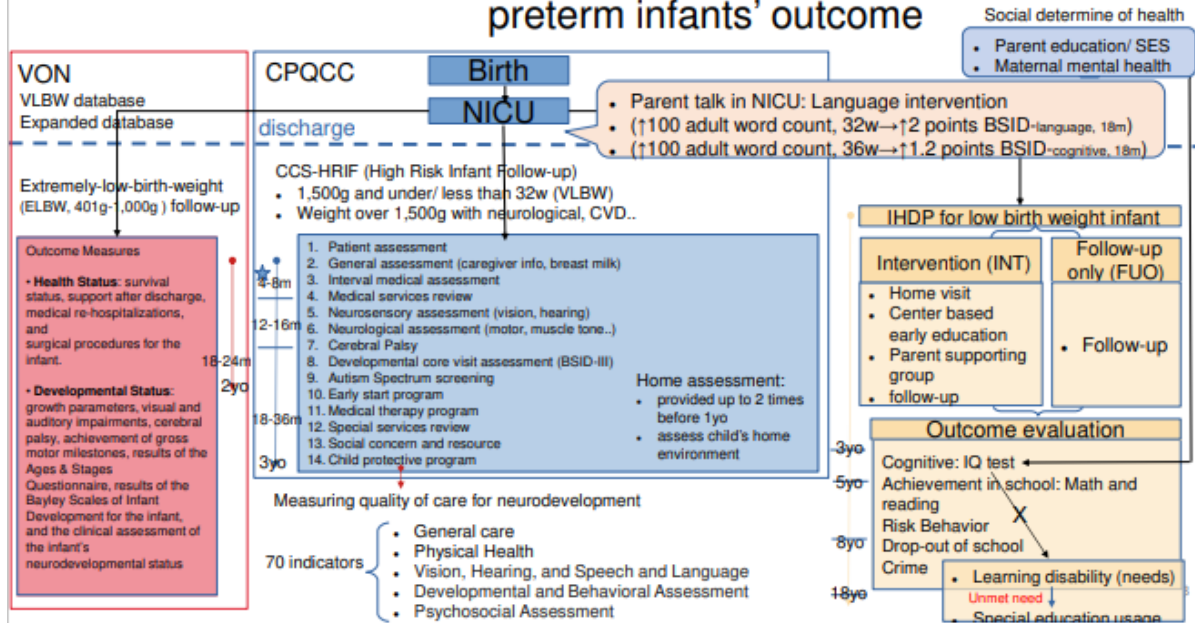 preterm infants' outcome
Social determine of health
• Parent education/ SES
• Maternal mental health
VON
VLBW database
Expanded database
CPQCC
Birth
NICU
discharge
• Parent talk in NICU: Language intervention
• (↑100 adult word count, 32w→↑2 points BSID-language, 18m)
• (↑100 adult word count, 36w→↑1.2 points BSID-cognitive, 18m)
Extremely-low-birth-weight
(ELBW, 401g-1,000g ) follow-up
Outcome Measures
• Health Status: survival
status, support after discharge,
medical re-hospitalizations,
and
surgical procedures for the
infant.
• Developmental Status:
growth parameters, visual and
auditory impairments, cerebral
palsy, achievement of gross
motor milestones, results of the
Ages & Stages
Questionnaire, results of the
Bayley Scales of Infant
Development for the infant,
and the clinical assessment of
the infant's
neurodevelopmental status
18-24m
2yo
CCS-HRIF (High Risk Infant Follow-up)
• 1,500g and under/ less than 32w (VLBW)
• Weight over 1,500g with neurological, CVD..
4-8m
12-16m
18-36m
3yo
1. Patient assessment
2. General assessment (caregiver info, breast milk)
3. Interval medical assessment
4. Medical services review
5. Neurosensory assessment (vision, hearing)
6. Neurological assessment (motor, muscle tone..)
7. Cerebral Palsy
8. Developmental core visit assessment (BSID-III)
9. Autism Spectrum screening
10. Early start program
11. Medical therapy program
12. Special services review
13. Social concern and resource
14. Child protective program
Home assessment:
• provided up to 2 times
before 1yo
• assess child's home
environment
Measuring quality of care for neurodevelopment
70 indicators
• General care
• Physical Health
• Vision, Hearing, and Speech and Language
• Developmental and Behavioral Assessment
• Psychosocial Assessment
IHDP for low birth weight infant
Intervention (INT)
• Home visit
• Center based
early education
• Parent supporting
group
• follow-up
Follow-up
only (FUO)
• Follow-up
Outcome evaluation
3yo
5yo
8yo
18yo
Cognitive: IQ test
Achievement in school: Math and
reading
Risk Behavior
Drop-out of school
Crime
X
• Learning disability (needs)
Unmet need
• Special education usage